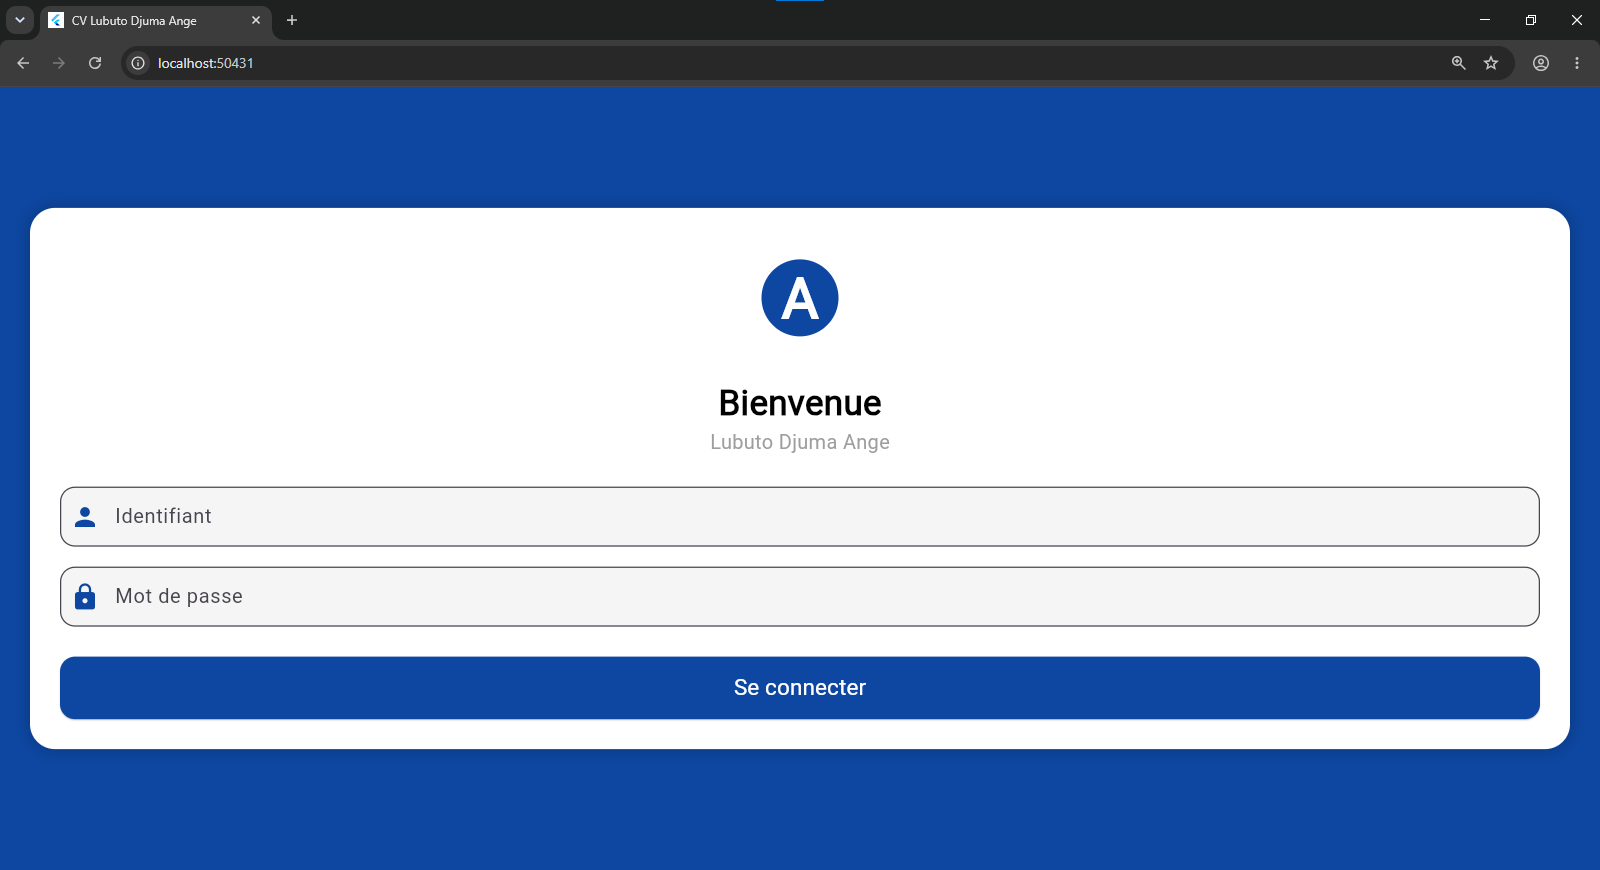 CV Lubuto Djuma Ange
localhost:50431
A
Bienvenue
Lubuto Djuma Ange
Identifiant
Mot de passe
Se connecter